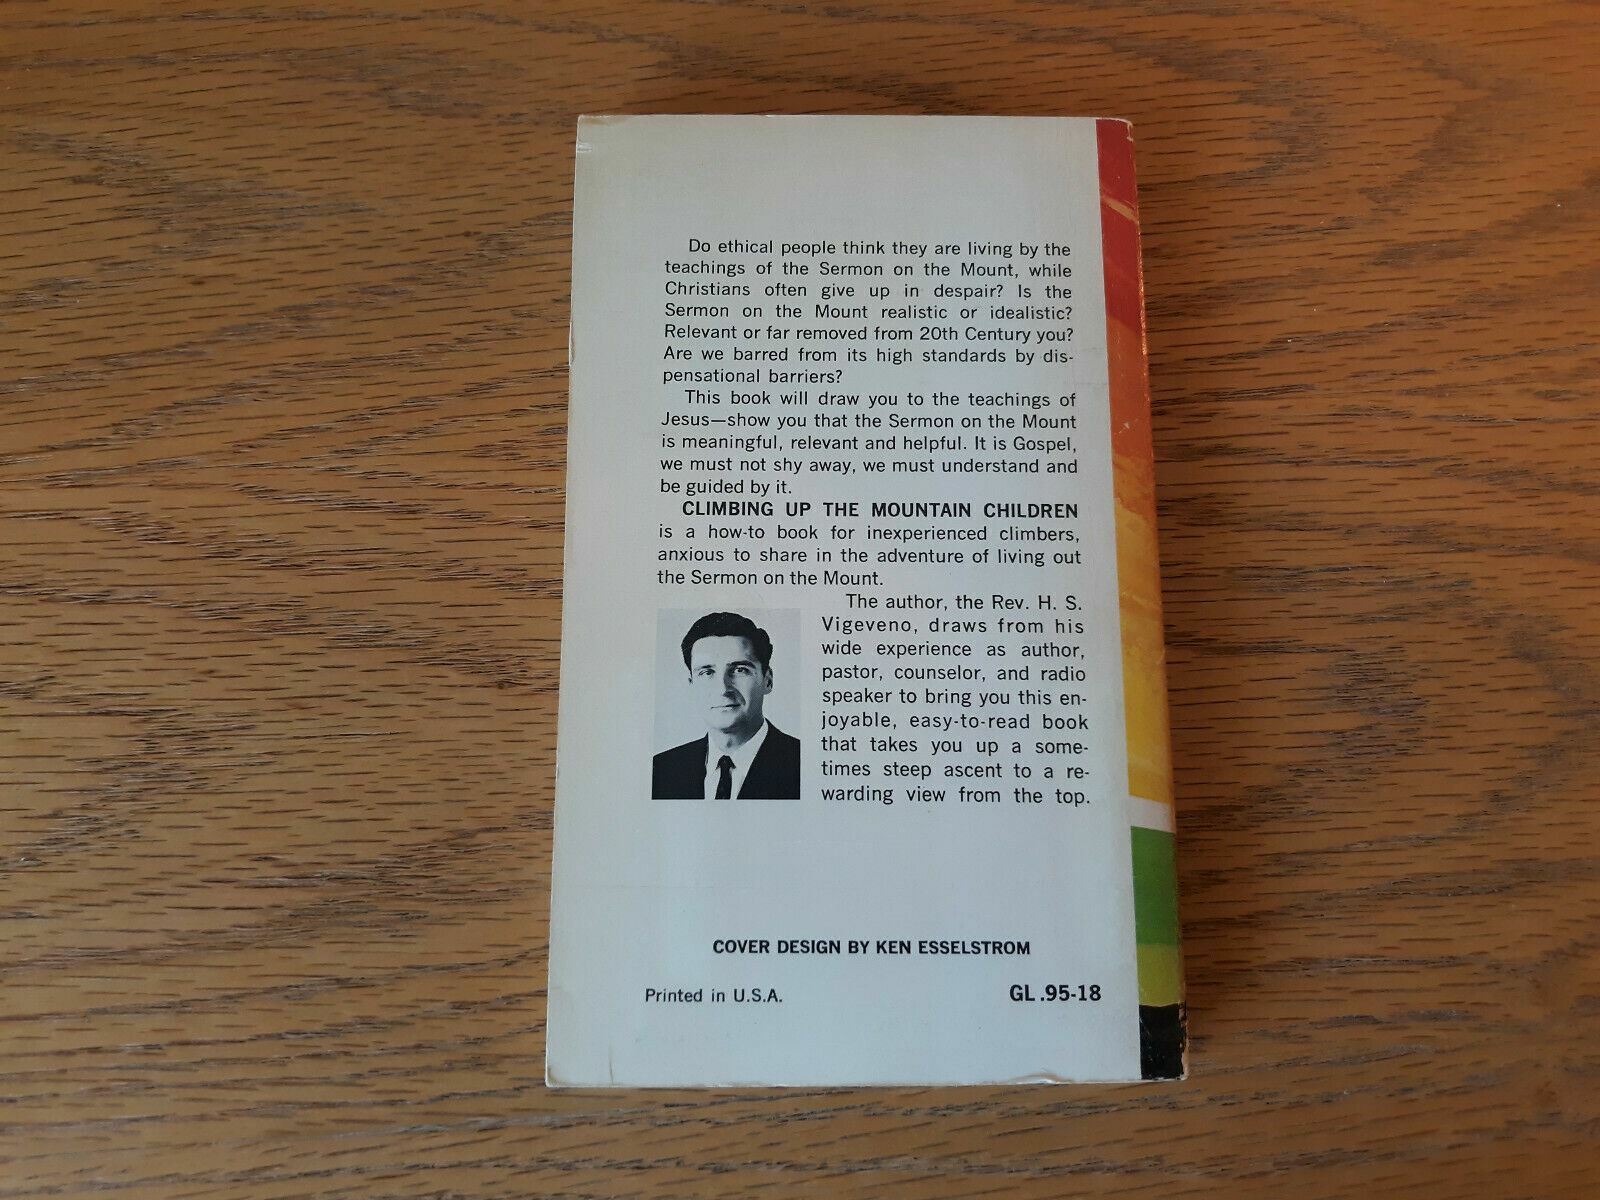 Do ethical people think they are living by the
teachings of the Sermon on the Mount, while
Christians often give up in despair? Is the
Sermon on the Mount realistic or idealistic?
Relevant or far removed from 20th Century you?
Are we barred from its high standards by dis-
pensational barriers?
This book will draw you to the teachings of
Jesus—show you that the Sermon on the Mount
is meaningful, relevant and helpful. It is Gospel,
we must not shy away, we must understand and
be guided by it.
CLIMBING UP THE MOUNTAIN CHILDREN
is a how-to book for inexperienced climbers,
anxious to share in the adventure of living out
the Sermon on the Mount.
The author, the Rev. H. S.
Vigeveno, draws from his
wide experience as author,
pastor, counselor, and radio
speaker to bring you this en-
joyable, easy-to-read book
that takes you up a some-
times steep ascent to a re-
warding view from the top.
COVER DESIGN BY KEN ESSELSTROM
Printed in U.S.A.
GL .95-18